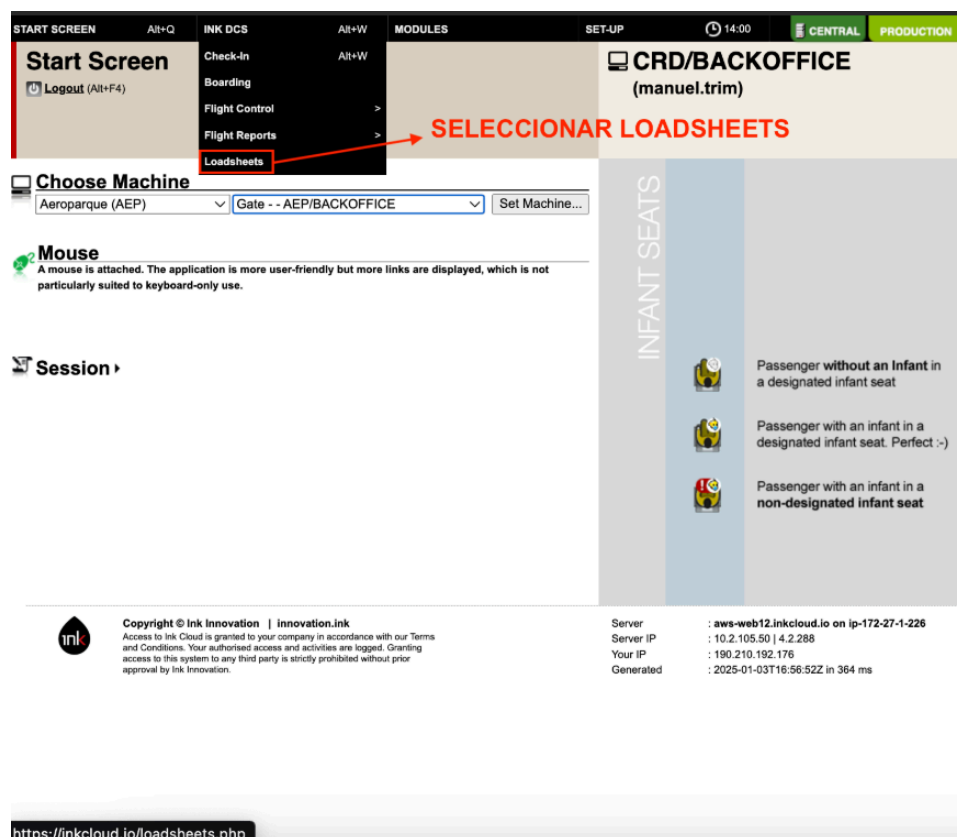 START SCREEN Alt+Q INK DCS Alt+W MODULES SET-UP 14:00 CENTRAL PRODUCTION
Start Screen
Logout (Alt+F4)
Check-In Alt+W
Boarding
Flight Control >
Flight Reports >
Loadsheets
SELECCIONAR LOADSHEETS
CRD/BACKOFFICE
(manuel.trim)
Choose Machine
Aeroparque (AEP) Gate - - AEP/BACKOFFICE Set Machine...
Mouse
A mouse is attached. The application is more user-friendly but more links are displayed, which is not
particularly suited to keyboard-only use.
Session
INFANT SEATS
Passenger without an Infant in
a designated infant seat
Passenger with an infant in a
designated infant seat. Perfect :-)
Passenger with an infant in a
non-designated infant seat
ink
Copyright © Ink Innovation | innovation.ink
Access to Ink Cloud is granted to your company in accordance with our Terms
and Conditions. Your authorised access and activities are logged. Granting
access to this system to any third party is strictly prohibited without prior
approval by Ink Innovation.
Server : aws-web12.inkcloud.io on ip-172-27-1-226
Server IP : 10.2.105.50 | 4.2.288
Your IP : 190.210.192.176
Generated : 2025-01-03T16:56:52Z in 364 ms
https://inkcloud.io/loadsheets.php